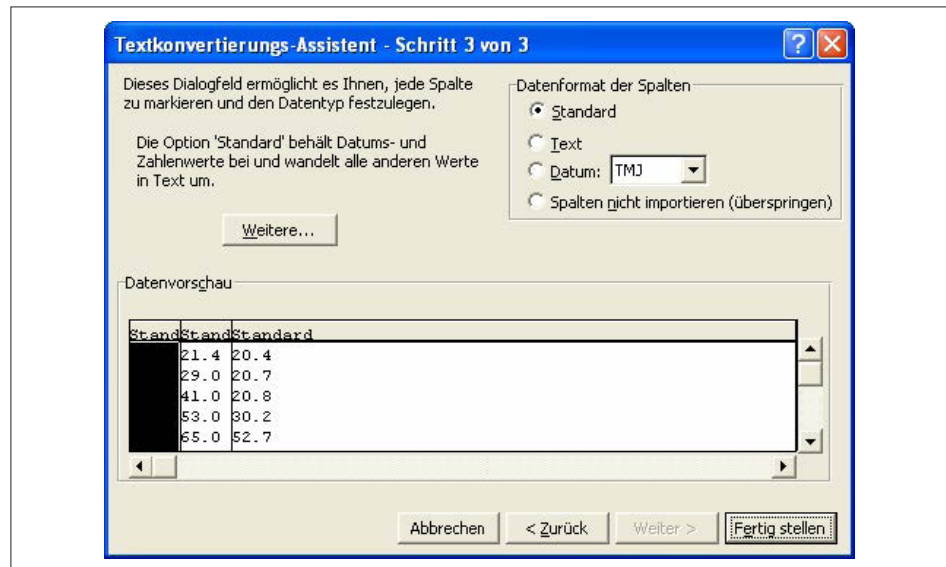 Textkonvertierungs-Assistent - Schritt 3 von 3
Dieses Dialogfeld ermöglicht es Ihnen, jede Spalte
zu markieren und den Datentyp festzulegen.
Die Option 'Standard' behält Datums- und
Zahlenwerte bei und wandelt alle anderen Werte
in Text um.
Weitere...
Datenformat der Spalten
Standard
Text
Datum: TMJ
Spalten nicht importieren (überspringen)
Datenvorschau
Stand Stand Standard
21.4 20.4
29.0 20.7
41.0 20.8
53.0 30.2
65.0 52.7
Abbrechen < Zurück Weiter > Fertig stellen